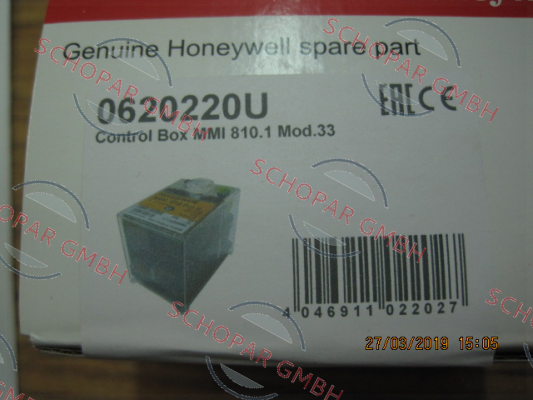 Genuine Honeywell spare part
0620220U
EAC CE
Control Box MMI 810.1 Mod.33
4 046911 022027
27/03/2019 15:05
SCHOPAR GMBH
SCHOPAR GMBH
SCHOPAR GMBH
SCHOPAR GMBH
SCHOPAR GMBH
SCHOPAR GMBH